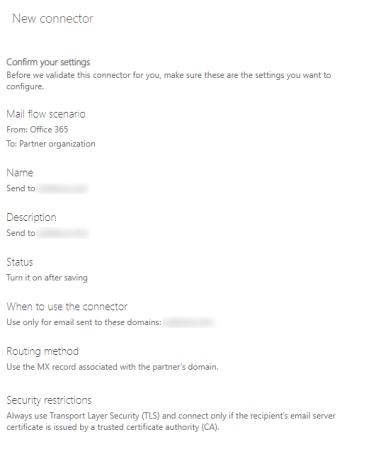 New connector
Confirm your settings
Before we validate this connector for you, make sure these are the settings you want to
configure.
Mail flow scenario
From: Office 365
To: Partner organization
Name
Send to
Description
Send to
Status
Turn it on after saving
When to use the connector
Use only for email sent to these domains:
Routing method
Use the MX record associated with the partner's domain.
Security restrictions
Always use Transport Layer Security (TLS) and connect only if the recipient's email server
certificate is issued by a trusted certificate authority (CA).